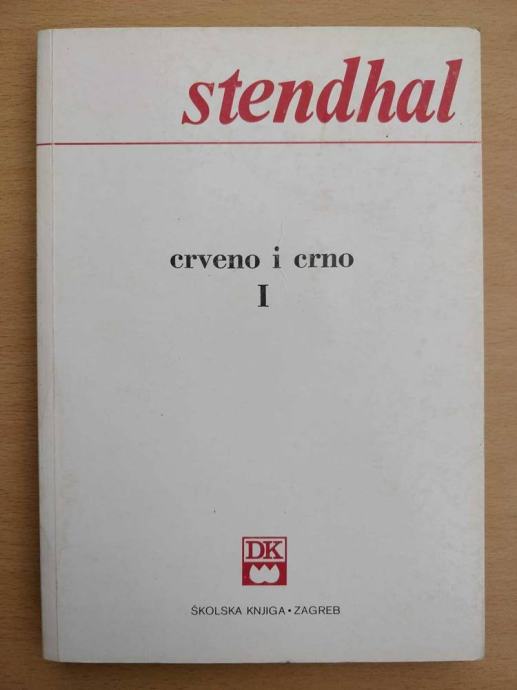 stendhal
crveno i crno
I
DK
ŠKOLSKA KNJIGA • ZAGREB